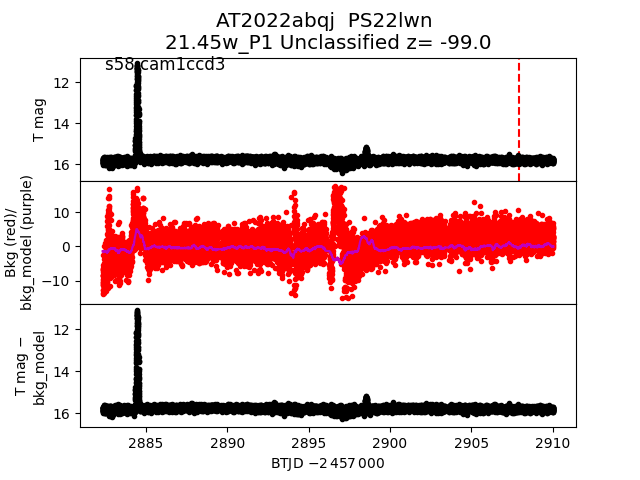 AT2022abqj  PS22lwn
21.45w_P1 Unclassified z= -99.0
s58 cam1ccd3
12
14
16
T mag
10
0
−10
Bkg (red)/
bkg_model (purple)
12
14
16
T mag −
bkg_model
2885
2890
2895
2900
2905
2910
BTJD −2 457 000